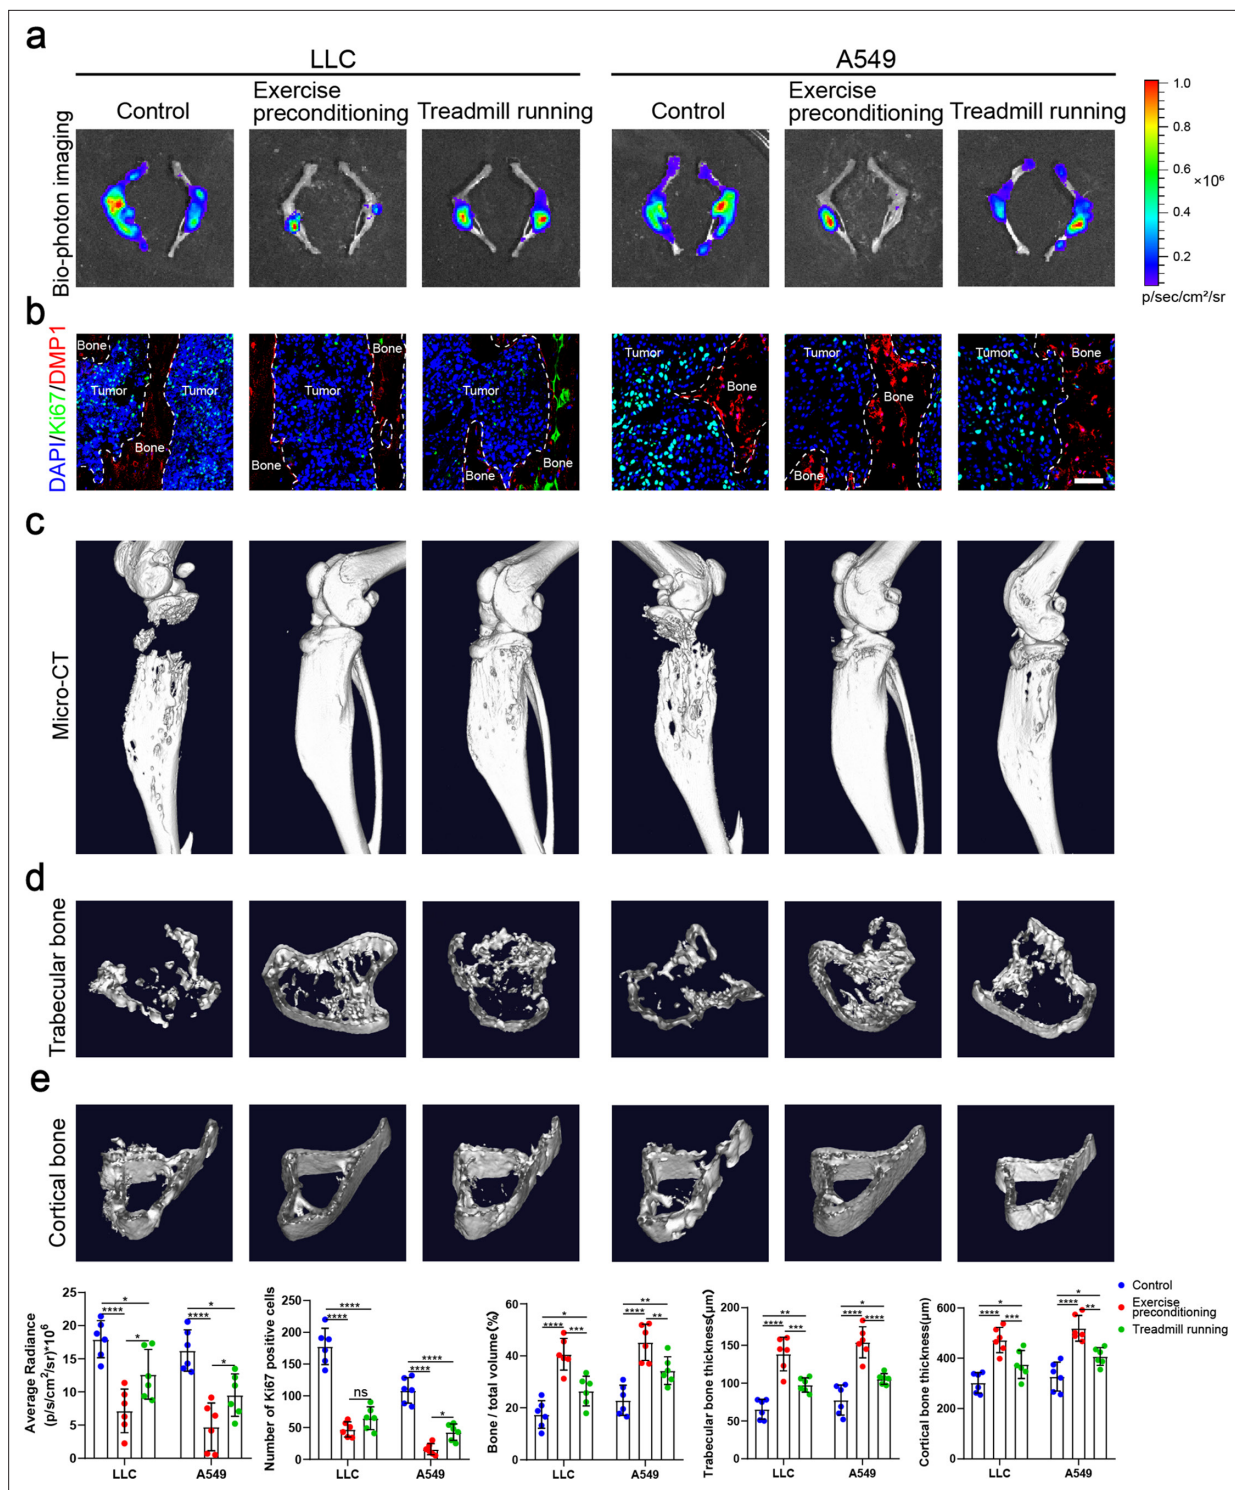 a
LLC
A549
Control
Exercise
preconditioning
Treadmill running
Control
Exercise
preconditioning
Treadmill running
Bio-photon imaging
1.0
0.8
0.6
×10⁶
0.4
0.2
p/sec/cm²/sr
b
DAPI/Ki67/DMP1
Bone
Tumor
Tumor
Bone
Bone
Tumor
Bone
Tumor
Bone
Bone
Tumor
Bone
Tumor
Bone
Bone
Tumor
Bone
c
Micro-CT
d
Trabecular bone
e
Cortical bone
Average Radiance
(p/s/cm²/sr)*10⁶
25
20
15
10
5
0
****
*
*
****
*
*
LLC
A549
Number of Ki67 positive cells
250
200
150
100
50
0
****
****
ns
****
****
*
LLC
A549
Bone / total volume(%)
60
40
20
0
*
****
***
**
****
**
LLC
A549
Trabecular bone thickness(μm)
200
150
100
50
0
**
****
***
*
****
****
LLC
A549
Cortical bone thickness(μm)
600
400
200
0
*
****
***
*
****
**
LLC
A549
Control
Exercise
preconditioning
Treadmill running